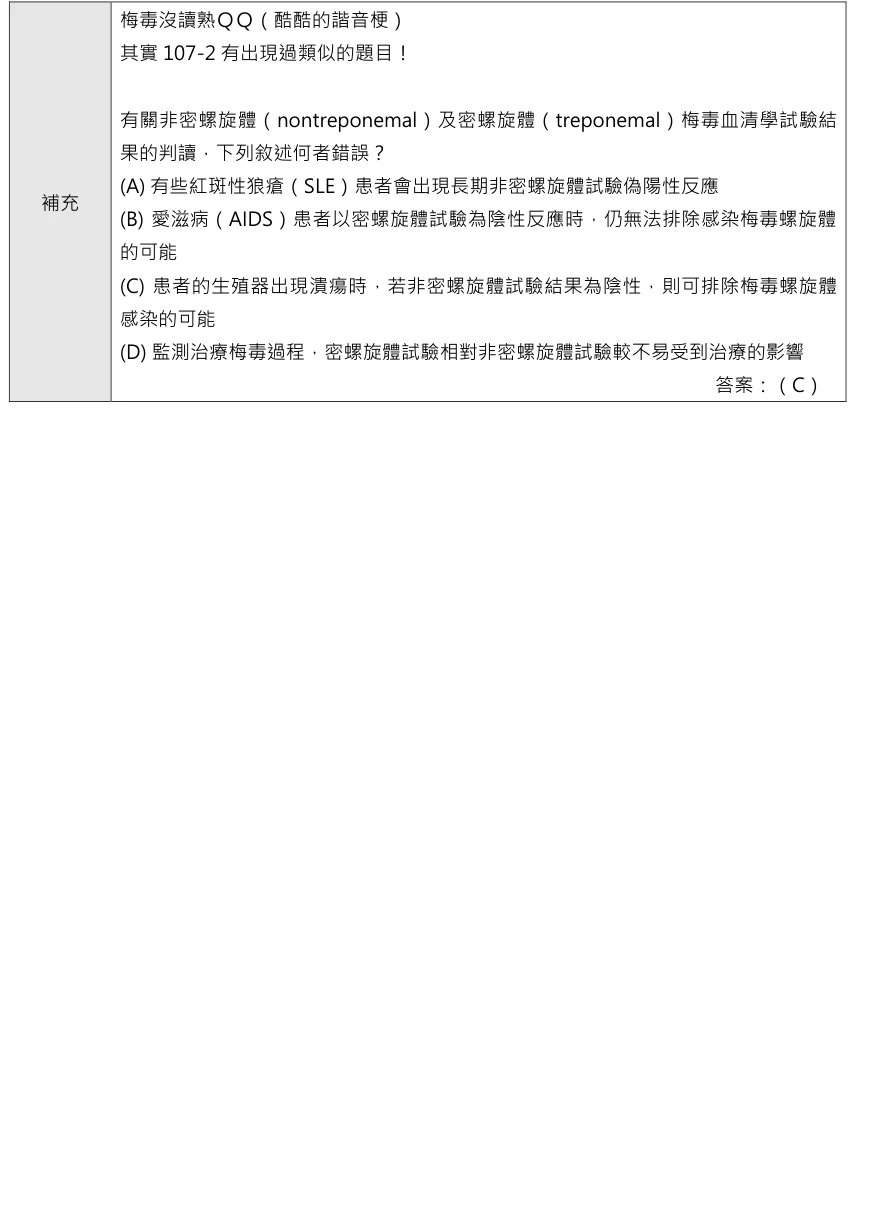 補充
梅毒沒讀熟ＱＱ（酷酷的諧音梗）
其實 107-2 有出現過類似的題目！
有關非密螺旋體（nontreponemal）及密螺旋體（treponemal）梅毒血清學試驗結
果的判讀，下列敘述何者錯誤？
(A) 有些紅斑性狼瘡（SLE）患者會出現長期非密螺旋體試驗偽陽性反應
(B) 愛滋病（AIDS）患者以密螺旋體試驗為陰性反應時，仍無法排除感染梅毒螺旋體
的可能
(C) 患者的生殖器出現潰瘍時，若非密螺旋體試驗結果為陰性，則可排除梅毒螺旋體
感染的可能
(D) 監測治療梅毒過程，密螺旋體試驗相對非密螺旋體試驗較不易受到治療的影響
答案：（C）